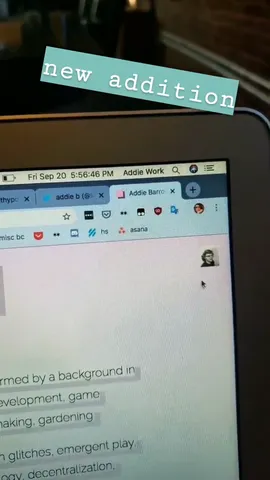 new addition
Fri Sep 20 5:56:46 PM Addie Work
addie b (@
Addie Barro
misc bc
hs
asana
rmed by a background in
evelopment, game
naking, gardening
n glitches, emergent play,
ogy, decentralization,